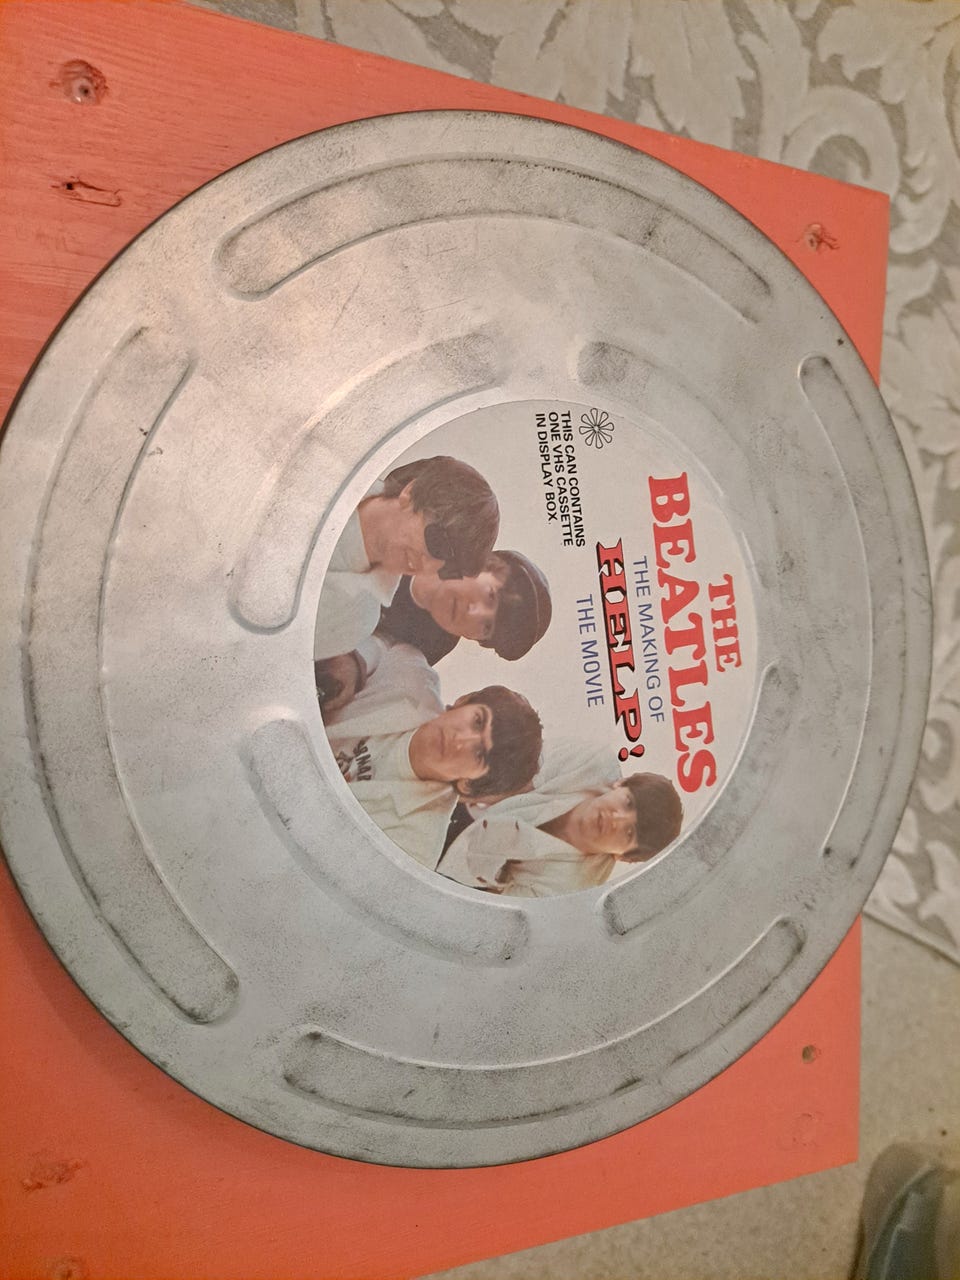 THE
BEATLES
THE MAKING OF
HELP!
THE MOVIE
THIS CAN CONTAINS
ONE VHS CASSETTE
IN DISPLAY BOX.